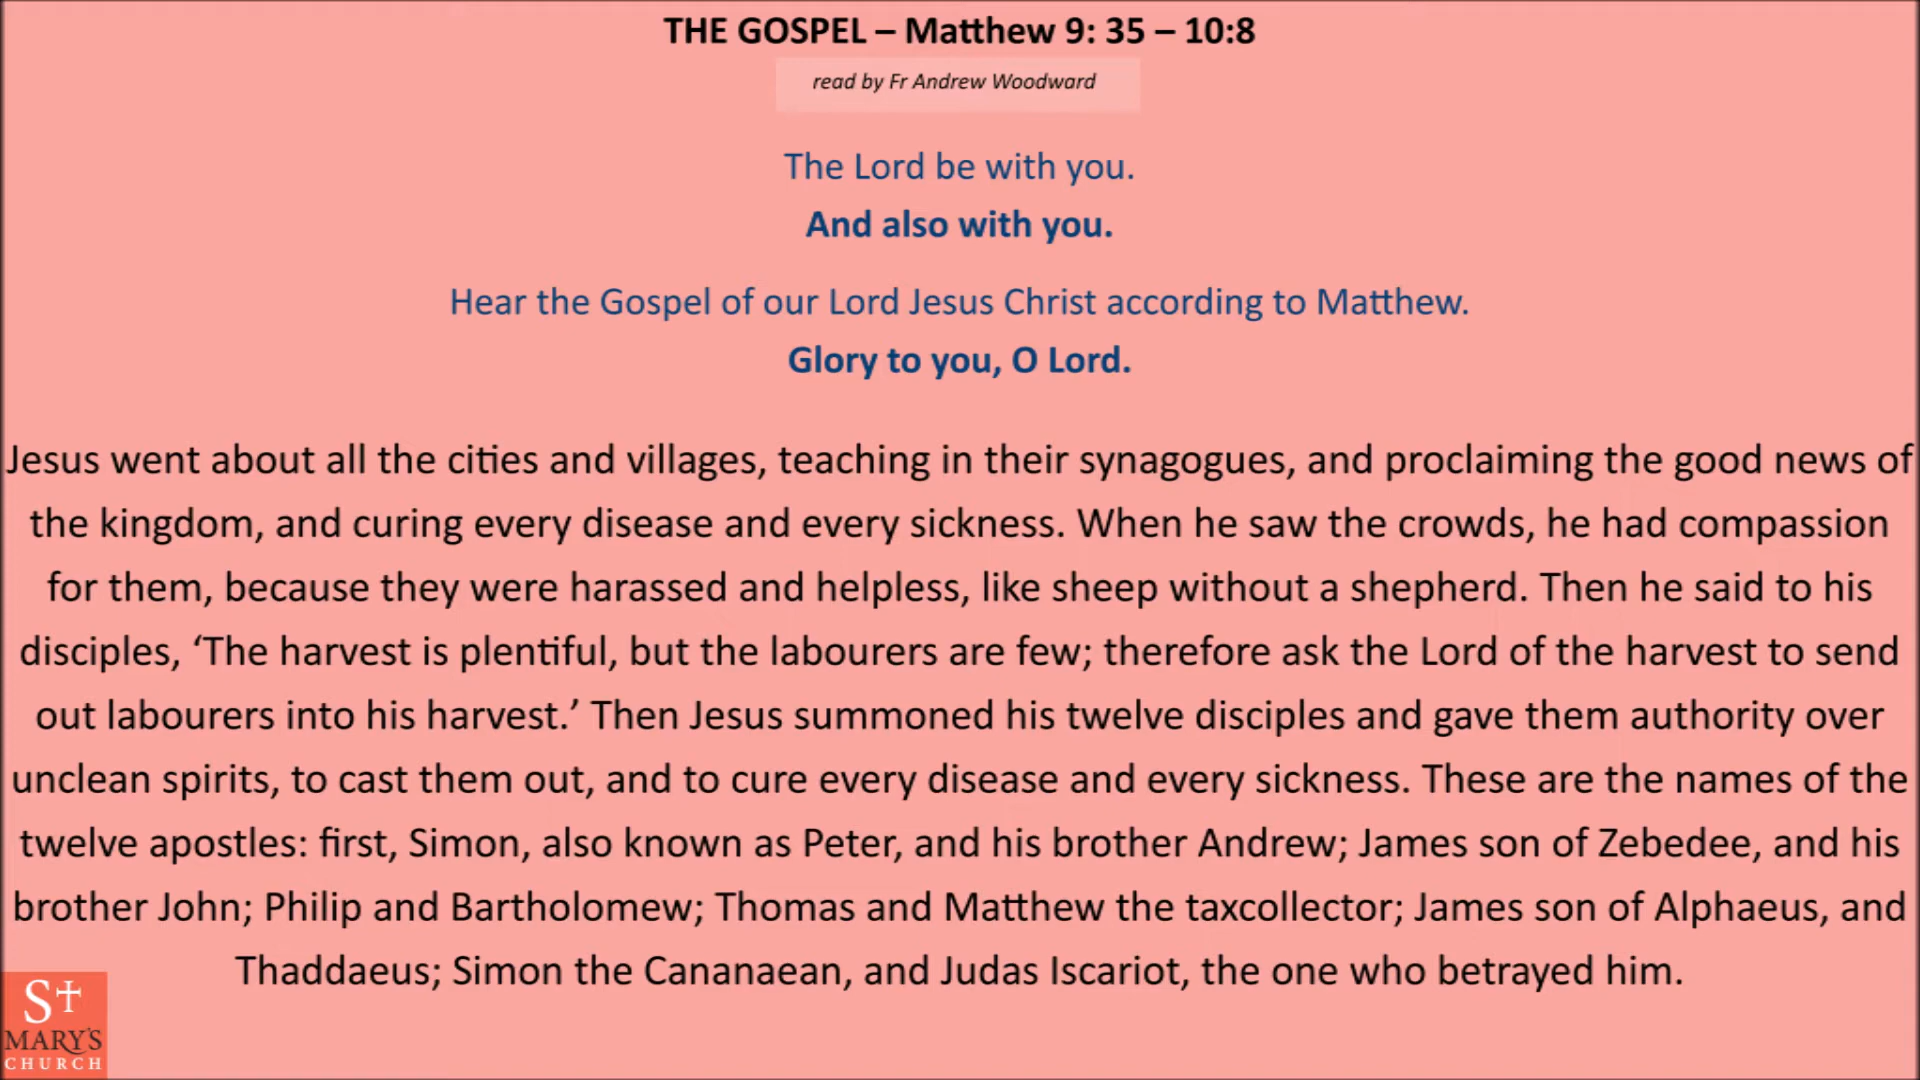 THE GOSPEL – Matthew 9: 35 – 10:8
read by Fr Andrew Woodward
The Lord be with you.
And also with you.
Hear the Gospel of our Lord Jesus Christ according to Matthew.
Glory to you, O Lord.
Jesus went about all the cities and villages, teaching in their synagogues, and proclaiming the good news of
the kingdom, and curing every disease and every sickness. When he saw the crowds, he had compassion
for them, because they were harassed and helpless, like sheep without a shepherd. Then he said to his
disciples, ‘The harvest is plentiful, but the labourers are few; therefore ask the Lord of the harvest to send
out labourers into his harvest.’ Then Jesus summoned his twelve disciples and gave them authority over
unclean spirits, to cast them out, and to cure every disease and every sickness. These are the names of the
twelve apostles: first, Simon, also known as Peter, and his brother Andrew; James son of Zebedee, and his
brother John; Philip and Bartholomew; Thomas and Matthew the taxcollector; James son of Alphaeus, and
Thaddaeus; Simon the Cananaean, and Judas Iscariot, the one who betrayed him.
St
MARY'S
CHURCH